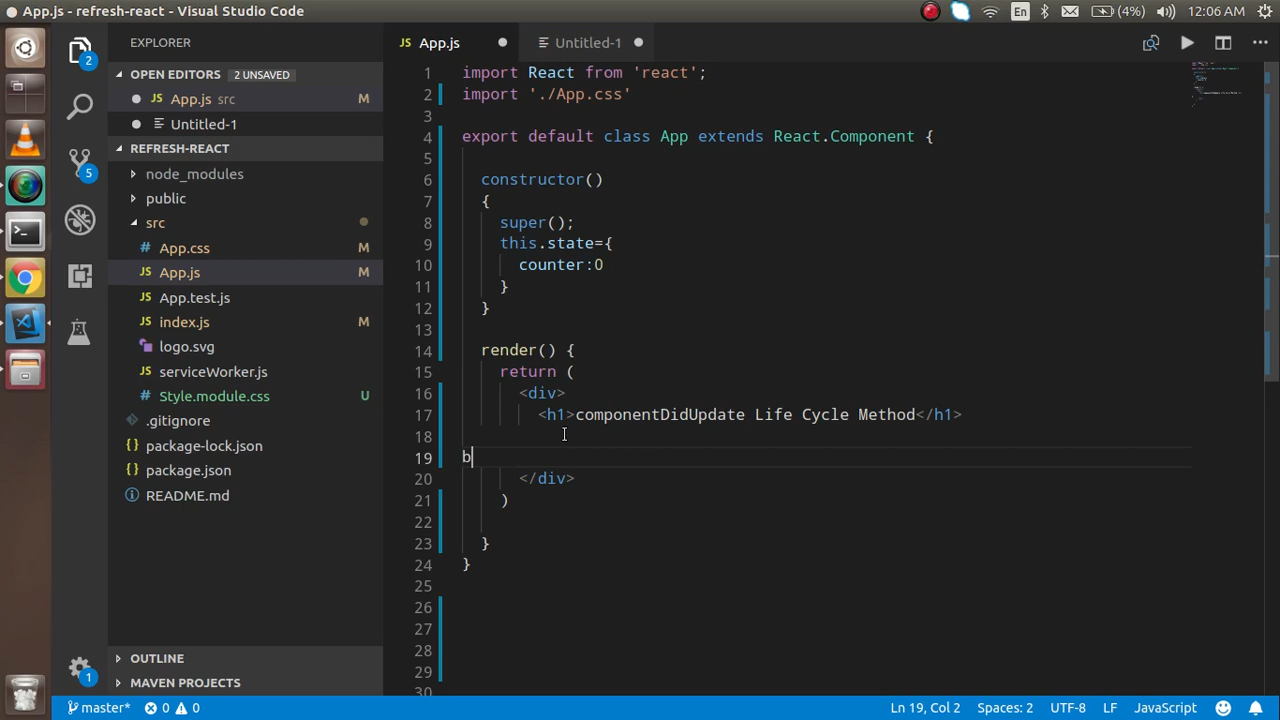 App.js - refresh-react - Visual Studio Code
En
(4%)
12:06 AM
EXPLORER
JS App.js
Untitled-1
2
OPEN EDITORS
2 UNSAVED
JS App.js src M
Untitled-1
REFRESH-REACT
5
node_modules
public
src
# App.css M
JS App.js M
JS App.test.js
JS index.js M
logo.svg
JS serviceWorker.js
# Style.module.css U
.gitignore
package-lock.json
package.json
README.md
OUTLINE
MAVEN PROJECTS
1
1 import React from 'react';
2 import './App.css'
3
4 export default class App extends React.Component {
5
6 constructor()
7 {
8 super();
9 this.state={
10 counter:0
11 }
12 }
13
14 render() {
15 return (
16 <div>
17 <h1>componentDidUpdate Life Cycle Method</h1>
18
19 b
20 </div>
21 )
22
23 }
24 }
25
26
27
28
29
30
master*
0
0
Ln 19, Col 2
Spaces: 2
UTF-8
LF
JavaScript